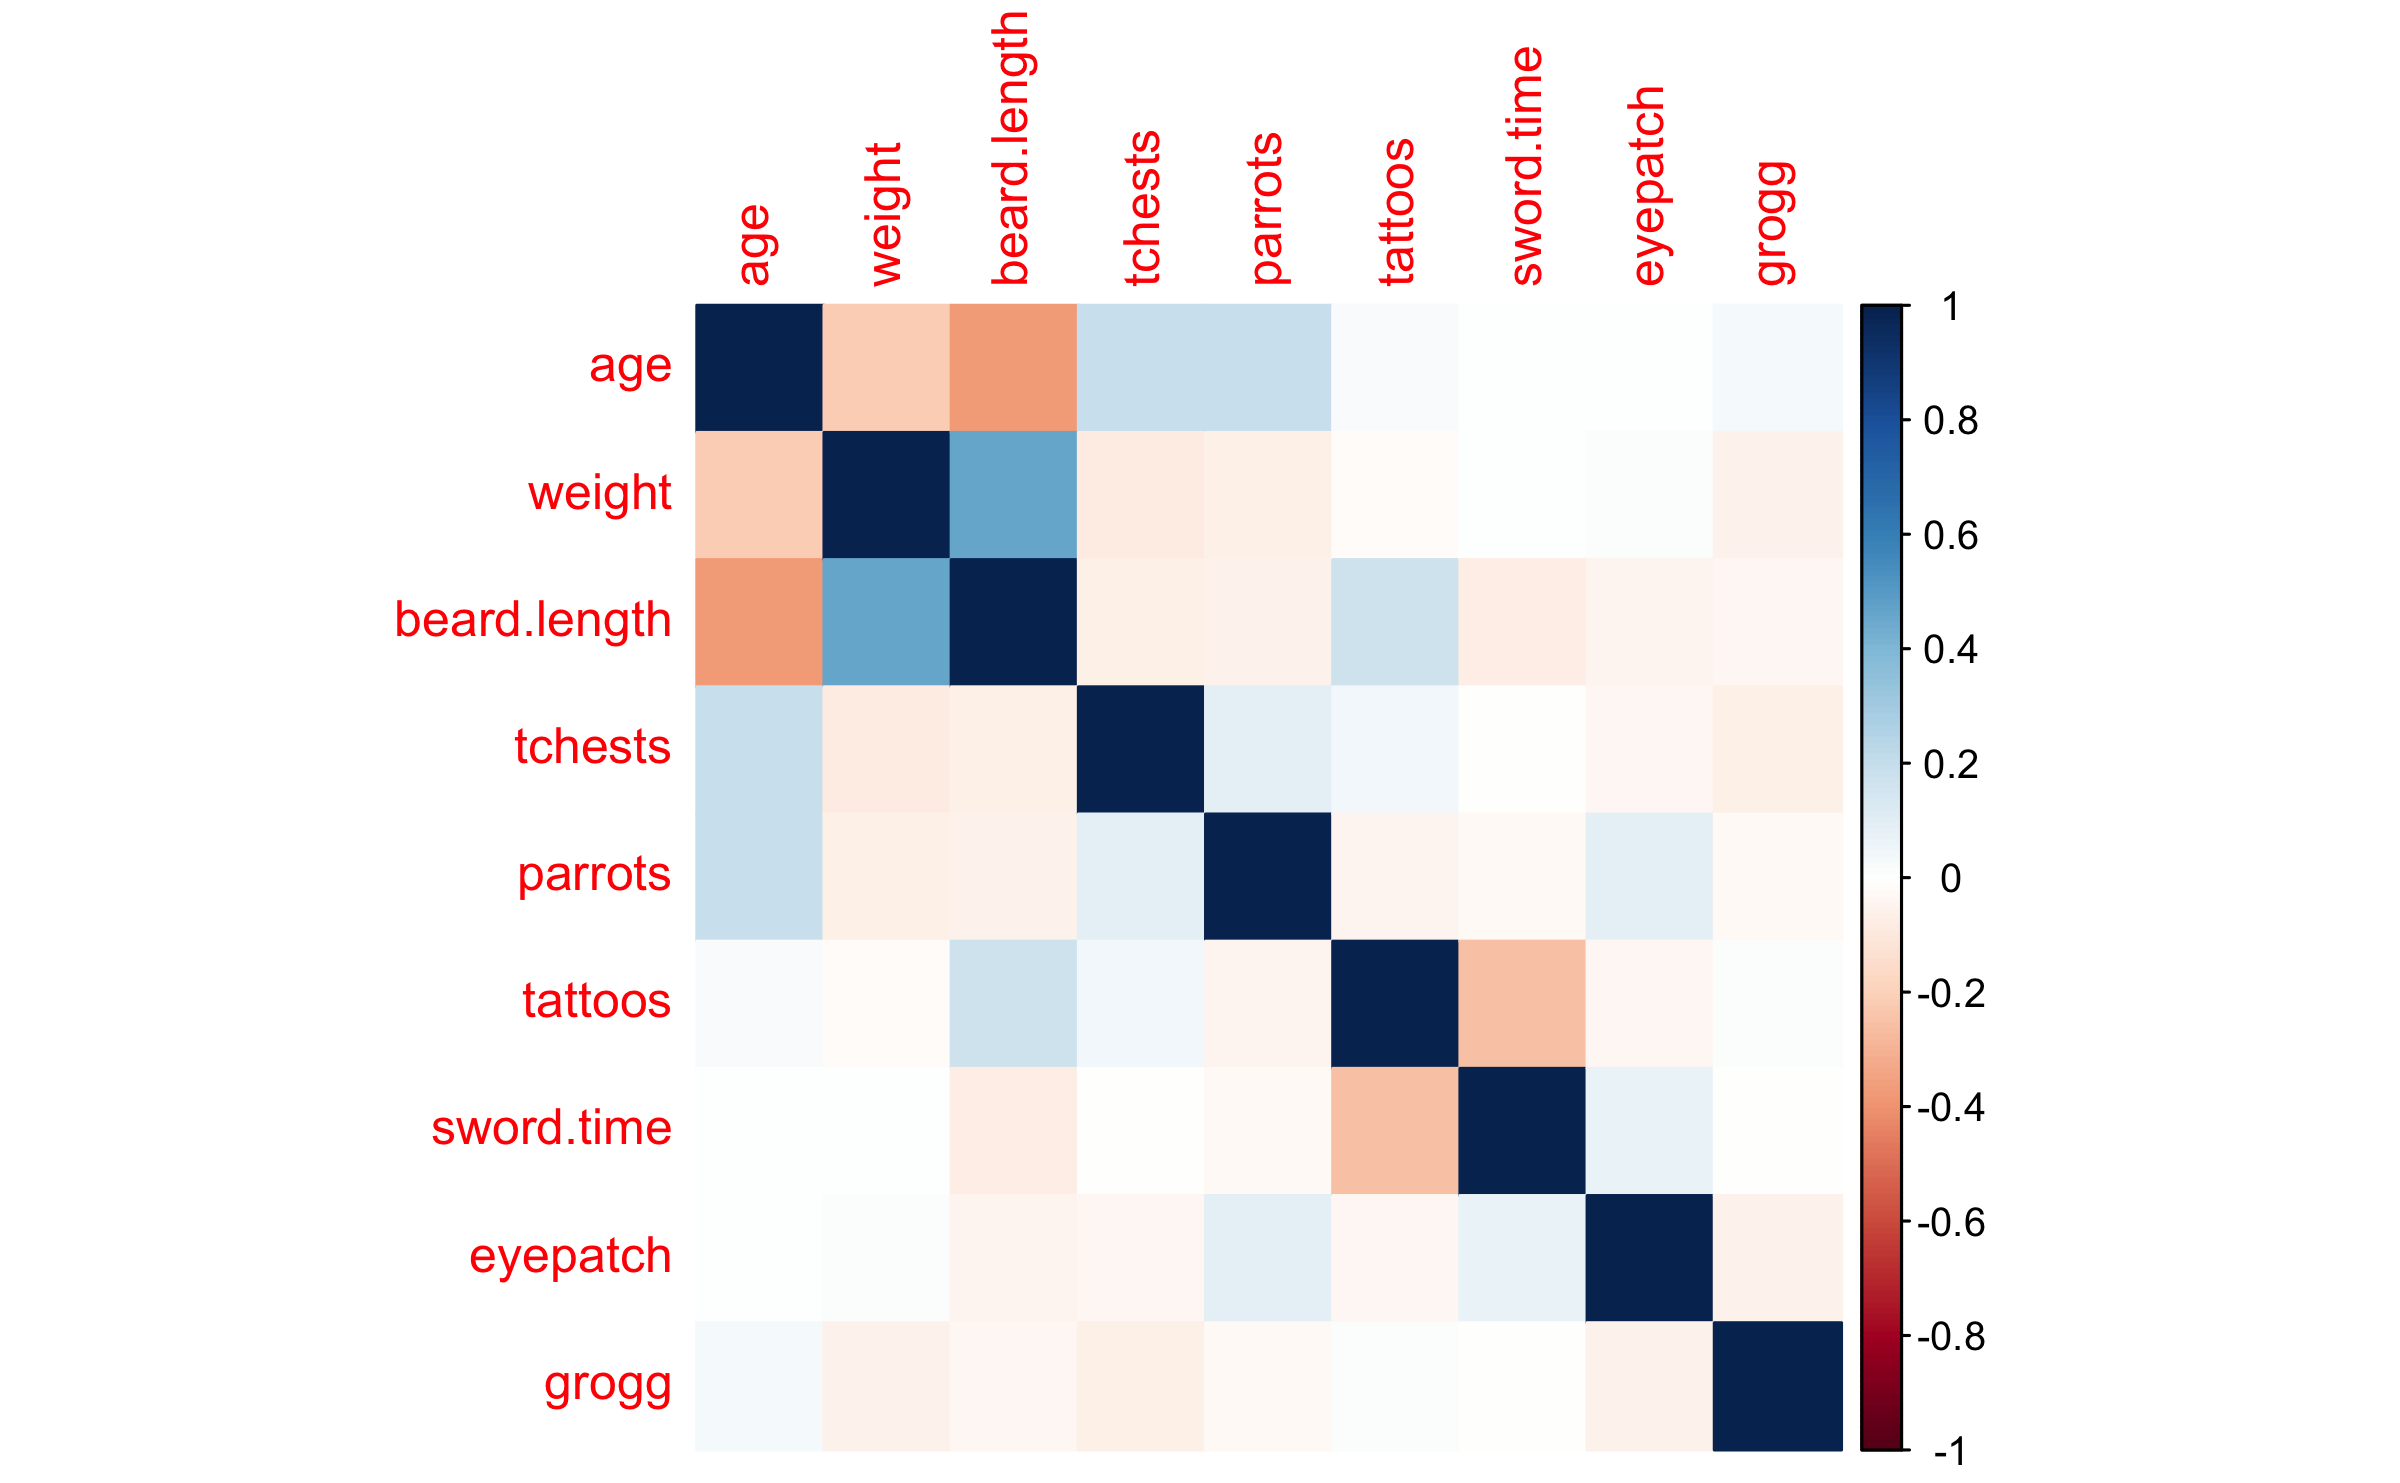 age
weight
beard.length
tchests
parrots
tattoos
sword.time
eyepatch
grogg
age
weight
beard.length
tchests
parrots
tattoos
sword.time
eyepatch
grogg
1
0.8
0.6
0.4
0.2
0
-0.2
-0.4
-0.6
-0.8
-1